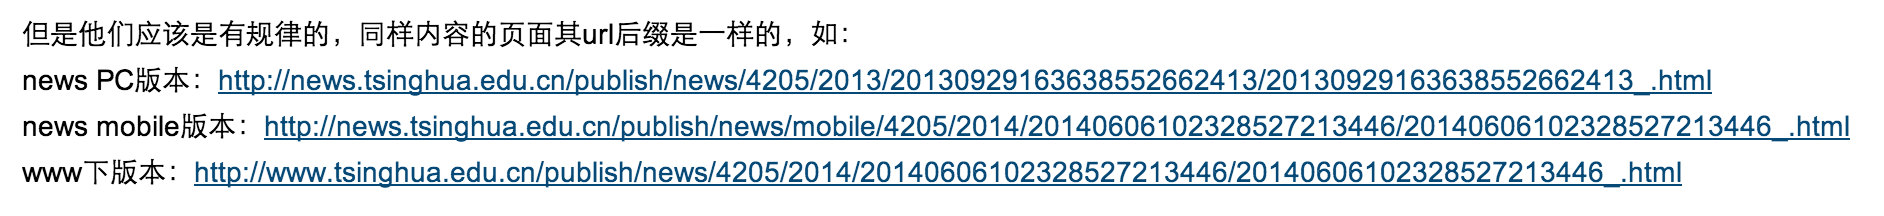 但是他们应该是有规律的，同样内容的页面其url后缀是一样的，如：
news PC版本：http://news.tsinghua.edu.cn/publish/news/4205/2013/20130929163638552662413/20130929163638552662413_.html
news mobile版本：http://news.tsinghua.edu.cn/publish/news/mobile/4205/2014/20140606102328527213446/20140606102328527213446_.html
www下版本：http://www.tsinghua.edu.cn/publish/news/4205/2014/20140606102328527213446/20140606102328527213446_.html